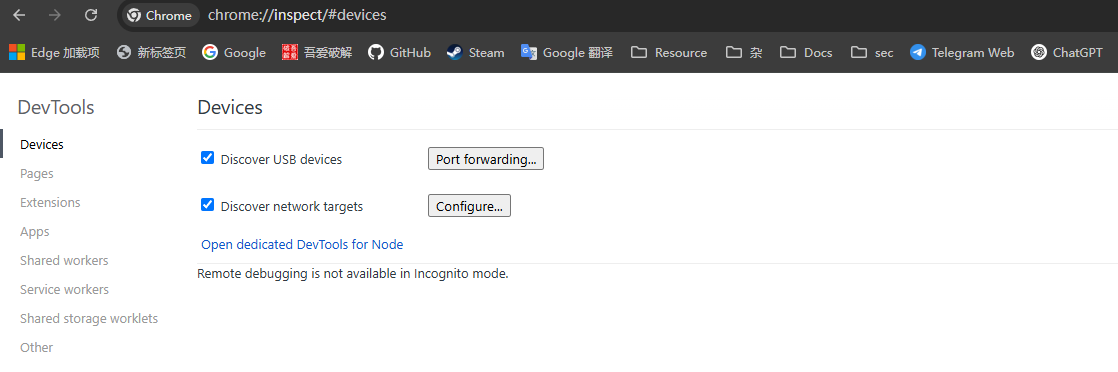 Chrome chrome://inspect/#devices
Edge 加载项 新标签页 Google 吾爱破解 GitHub Steam Google 翻译 Resource 杂 Docs sec Telegram Web ChatGPT
DevTools
Devices
Pages
Extensions
Apps
Shared workers
Service workers
Shared storage worklets
Other
Devices
Discover USB devices Port forwarding...
Discover network targets Configure...
Open dedicated DevTools for Node
Remote debugging is not available in Incognito mode.